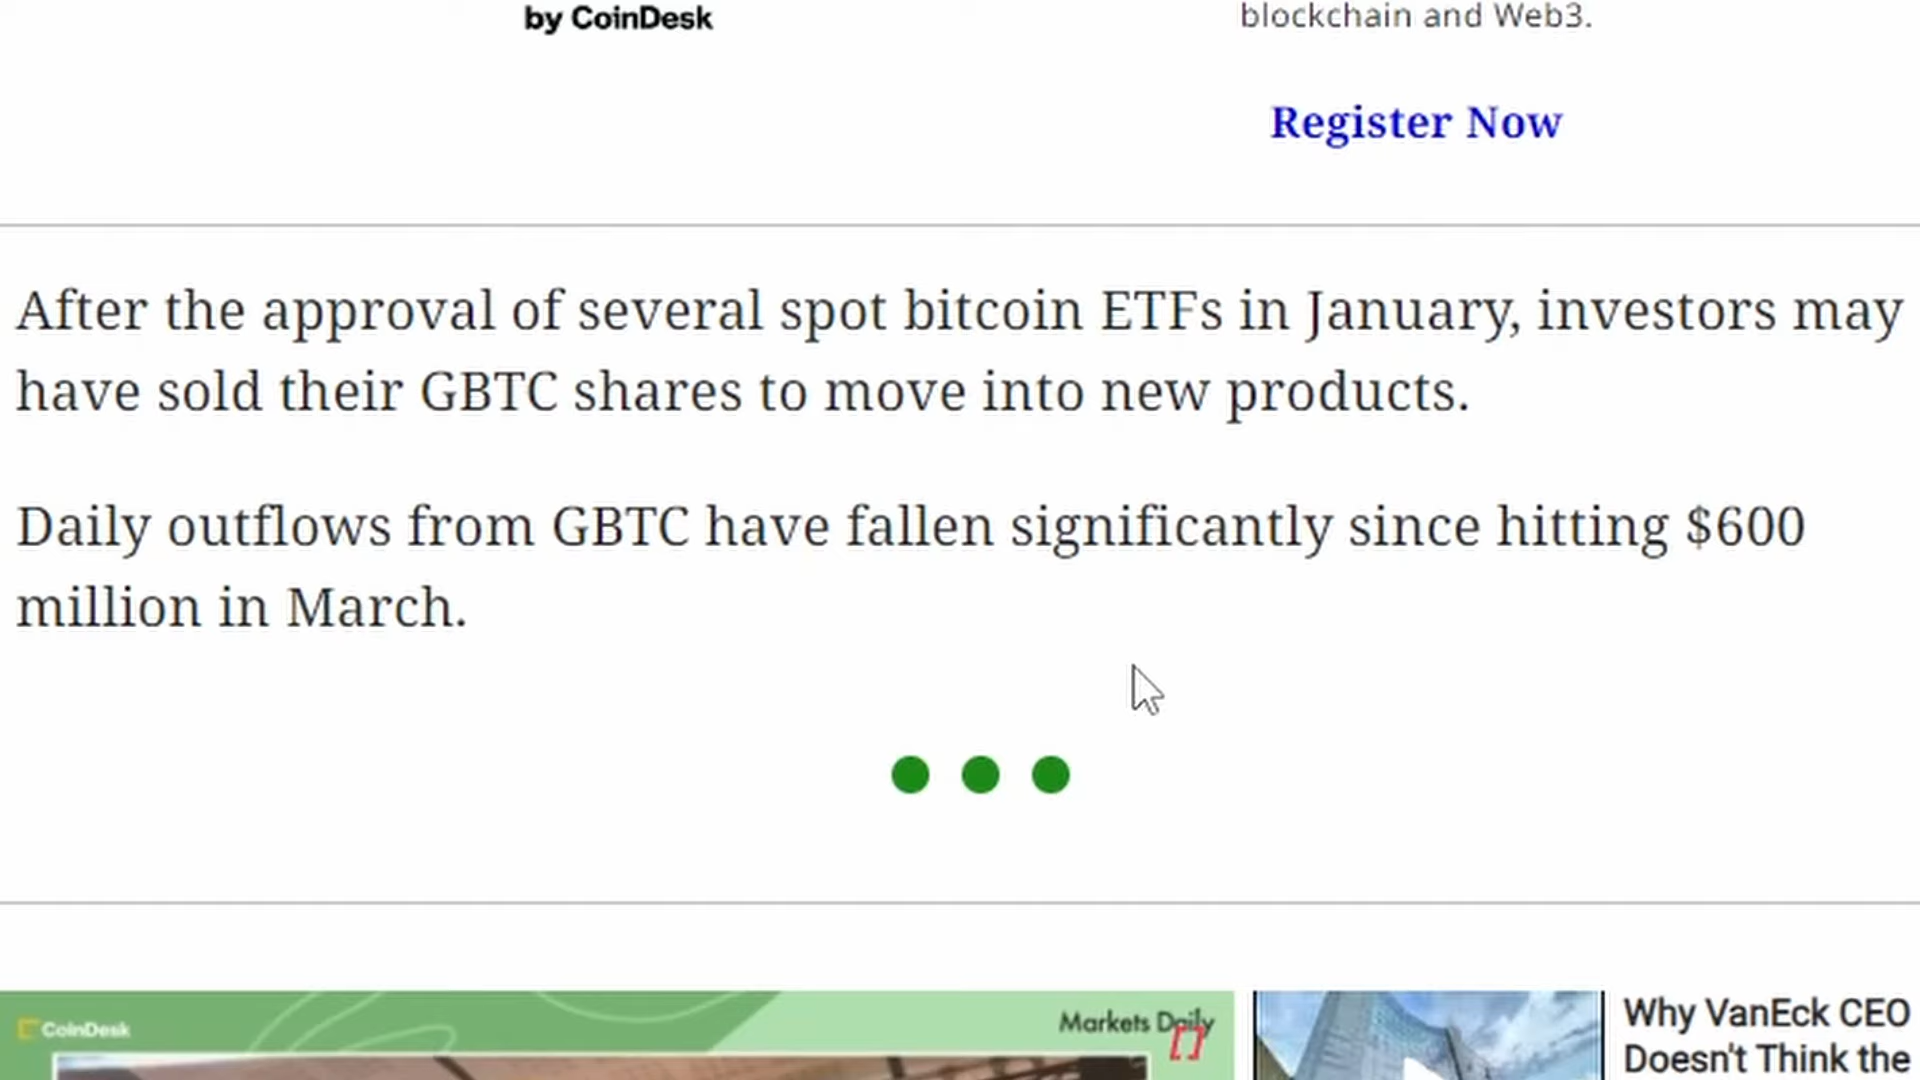 by CoinDesk
blockchain and Web3.
Register Now
After the approval of several spot bitcoin ETFs in January, investors may
have sold their GBTC shares to move into new products.
Daily outflows from GBTC have fallen significantly since hitting $600
million in March.
CoinDesk
Markets Daily
Why VanEck CEO
Doesn't Think the